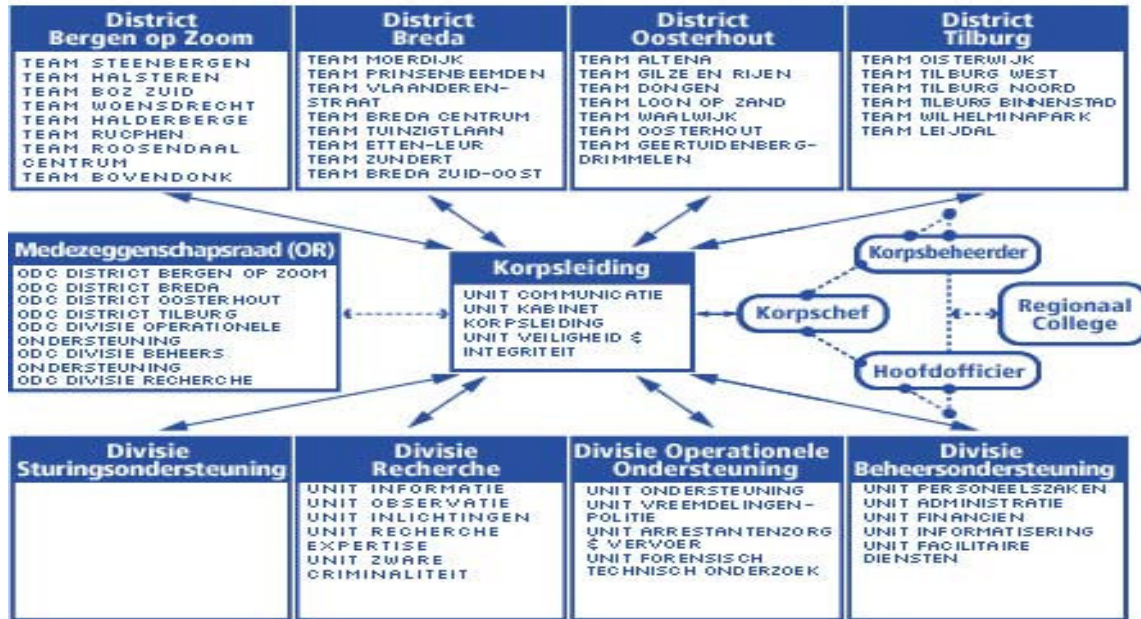 District
Bergen op Zoom
TEAM STEENBERGEN
TEAM HALSTEREN
TEAM BOZ ZUID
TEAM WOENSDRECHT
TEAM HALDERBERGE
TEAM RUCPHEN
TEAM ROOSENDAAL
CENTRUM
TEAM BOVENDONK
District
Breda
TEAM MOERDIJK
TEAM PRINSENBEEMDEN
TEAM VLAANDEREN-
STRAAT
TEAM BREDA CENTRUM
TEAM TUINZIGTLAAN
TEAM ETTEN-LEUR
TEAM ZUNDERT
TEAM BREDA ZUID-OOST
District
Oosterhout
TEAM ALTENA
TEAM GILZE EN RIJEN
TEAM DONGEN
TEAM LOON OP ZAND
TEAM WAALWIJK
TEAM OOSTERHOUT
TEAM GEERTUIDENBERG-
DRIMMELEN
District
Tilburg
TEAM OISTERWIJK
TEAM TILBURG WEST
TEAM TILBURG NOORD
TEAM TILBURG BINNENSTAD
TEAM WILHELMINAPARK
TEAM LEIJDAL
Medezeggenschapsraad (OR)
ODC DISTRICT BERGEN OP ZOOM
ODC DISTRICT BREDA
ODC DISTRICT OOSTERHOUT
ODC DISTRICT TILBURG
ODC DIVISIE OPERATIONELE
ONDERSTEUNING
ODC DIVISIE BEHEERS
ONDERSTEUNING
ODC DIVISIE RECHERCHE
Korpsleiding
UNIT COMMUNICATIE
UNIT KABINET
KORPSLEIDING
UNIT VEILIGHEID &
INTEGRITEIT
Korpsbeheerder
Korpschef
Regionaal
College
Hoofdofficier
Divisie
Sturingsondersteuning
Divisie
Recherche
UNIT INFORMATIE
UNIT OBSERVATIE
UNIT INLICHTINGEN
UNIT RECHERCHE
EXPERTISE
UNIT ZWARE
CRIMINALITEIT
Divisie Operationele
Ondersteuning
UNIT ONDERSTEUNING
UNIT VREEMDELINGEN-
POLITIE
UNIT ARRESTANTENZORG
& VERVOER
UNIT FORENSISCH
TECHNISCH ONDERZOEK
Divisie
Beheersondersteuning
UNIT PERSONEELSZAKEN
UNIT ADMINISTRATIE
UNIT FINANCIEN
UNIT INFORMATISERING
UNIT FACILITAIRE
DIENSTEN